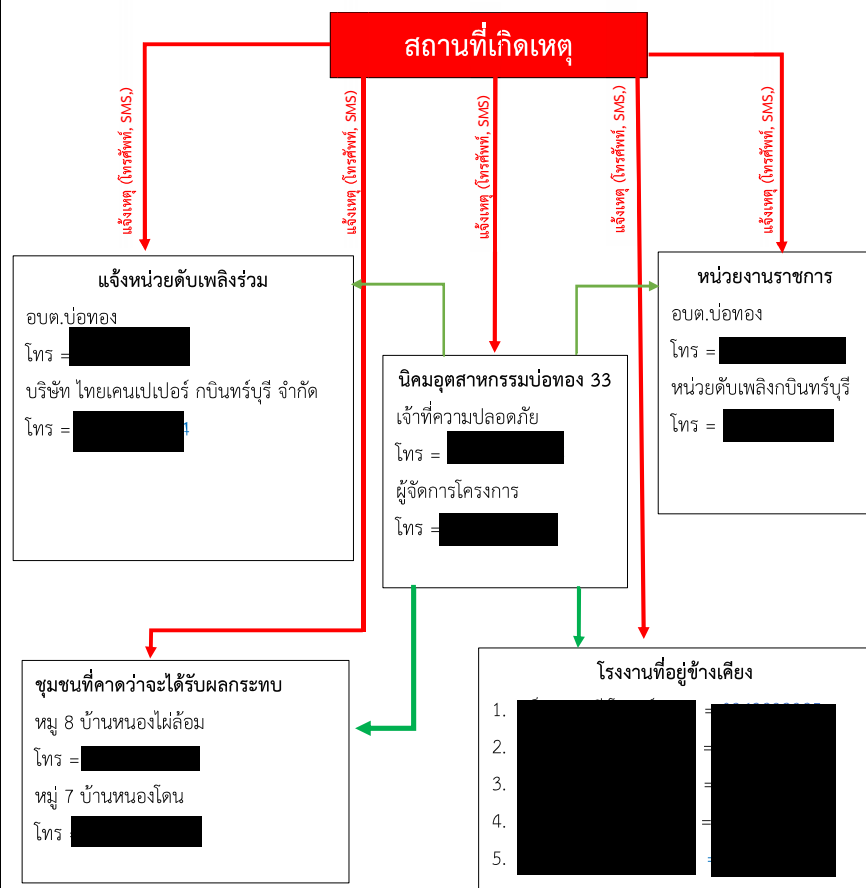 สถานที่เกิดเหตุ
แจ้งเหตุ (โทรศัพท์, SMS,)
แจ้งเหตุ (โทรศัพท์, SMS)
แจ้งเหตุ (โทรศัพท์, SMS)
แจ้งเหตุ (โทรศัพท์, SMS,)
แจ้งเหตุ (โทรศัพท์, SMS,)
แจ้งหน่วยดับเพลิงร่วม
อบต.บ่อทอง
โทร =
บริษัท ไทยเคนเปเปอร์ กบินทร์บุรี จำกัด
โทร =
นิคมอุตสาหกรรมบ่อทอง 33
เจ้าที่ความปลอดภัย
โทร =
ผู้จัดการโครงการ
โทร =
หน่วยงานราชการ
อบต.บ่อทอง
โทร =
หน่วยดับเพลิงกบินทร์บุรี
โทร =
ชุมชนที่คาดว่าจะได้รับผลกระทบ
หมู 8 บ้านหนองไผ่ล้อม
โทร =
หมู่ 7 บ้านหนองโดน
โทร
โรงงานที่อยู่ข้างเคียง
1. =
2. =
3. =
4. =
5. =